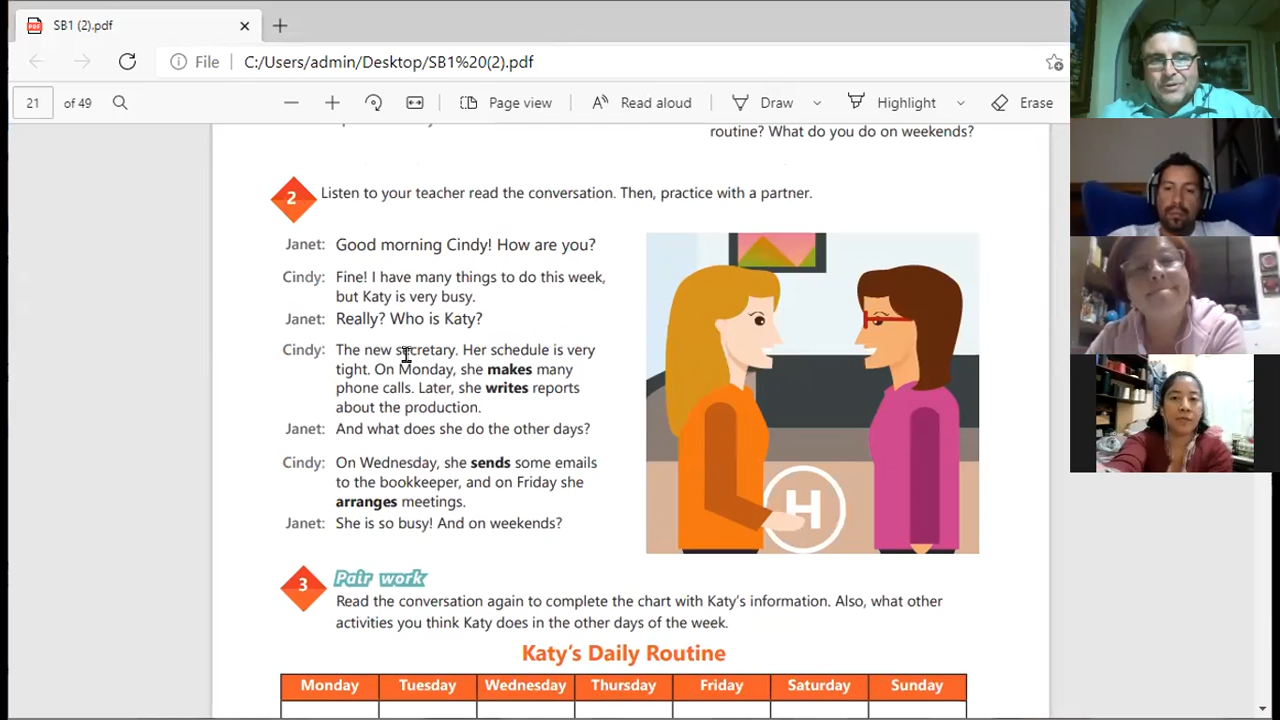 SB1 (2).pdf
File C:/Users/admin/Desktop/SB1%20(2).pdf
21 of 49 Page view Read aloud Draw Highlight Erase
routine? What do you do on weekends?
2 Listen to your teacher read the conversation. Then, practice with a partner.
Janet: Good morning Cindy! How are you?
Cindy: Fine! I have many things to do this week,
but Katy is very busy.
Janet: Really? Who is Katy?
Cindy: The new secretary. Her schedule is very
tight. On Monday, she makes many
phone calls. Later, she writes reports
about the production.
Janet: And what does she do the other days?
Cindy: On Wednesday, she sends some emails
to the bookkeeper, and on Friday she
arranges meetings.
Janet: She is so busy! And on weekends?
H
3 Pair work
Read the conversation again to complete the chart with Katy's information. Also, what other
activities you think Katy does in the other days of the week.
Katy's Daily Routine
Monday Tuesday Wednesday Thursday Friday Saturday Sunday